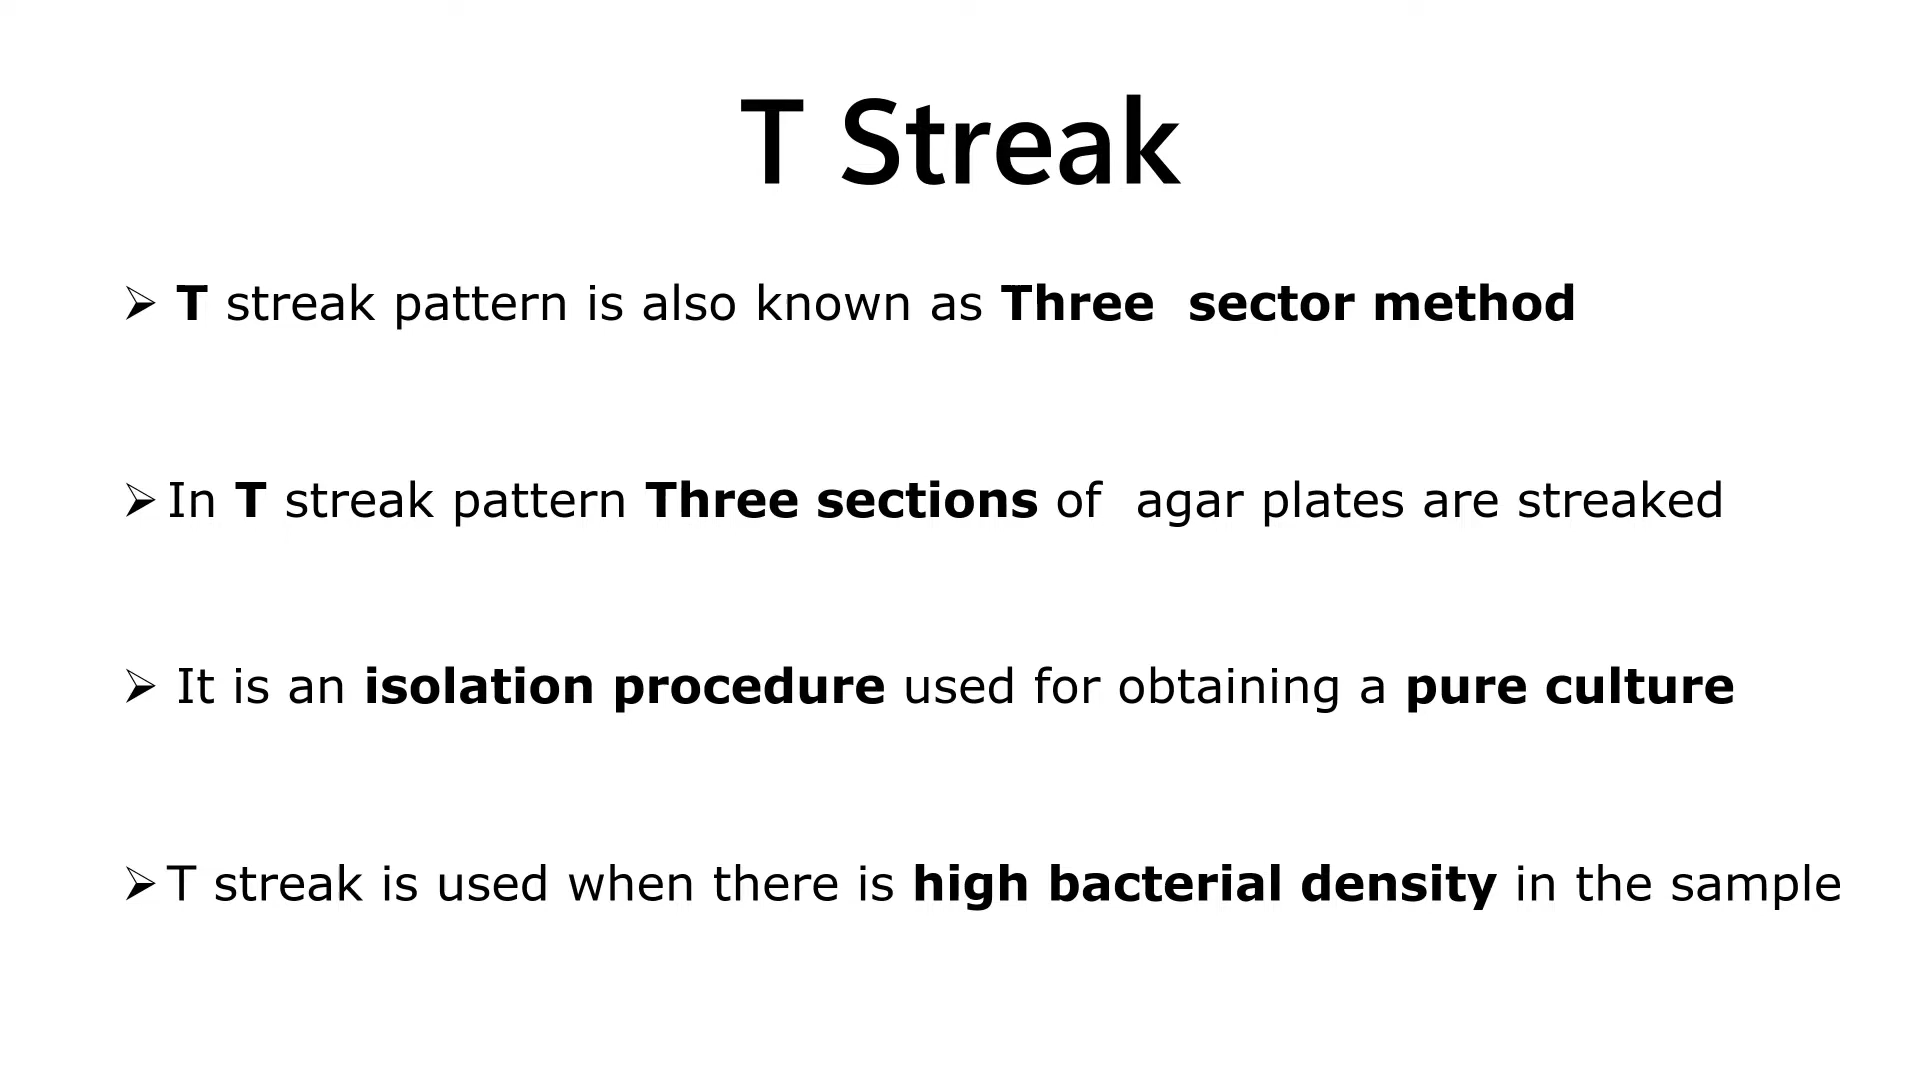 T Streak
➢ T streak pattern is also known as Three  sector method
➢ In T streak pattern Three sections of  agar plates are streaked
➢ It is an isolation procedure used for obtaining a pure culture
➢ T streak is used when there is high bacterial density in the sample